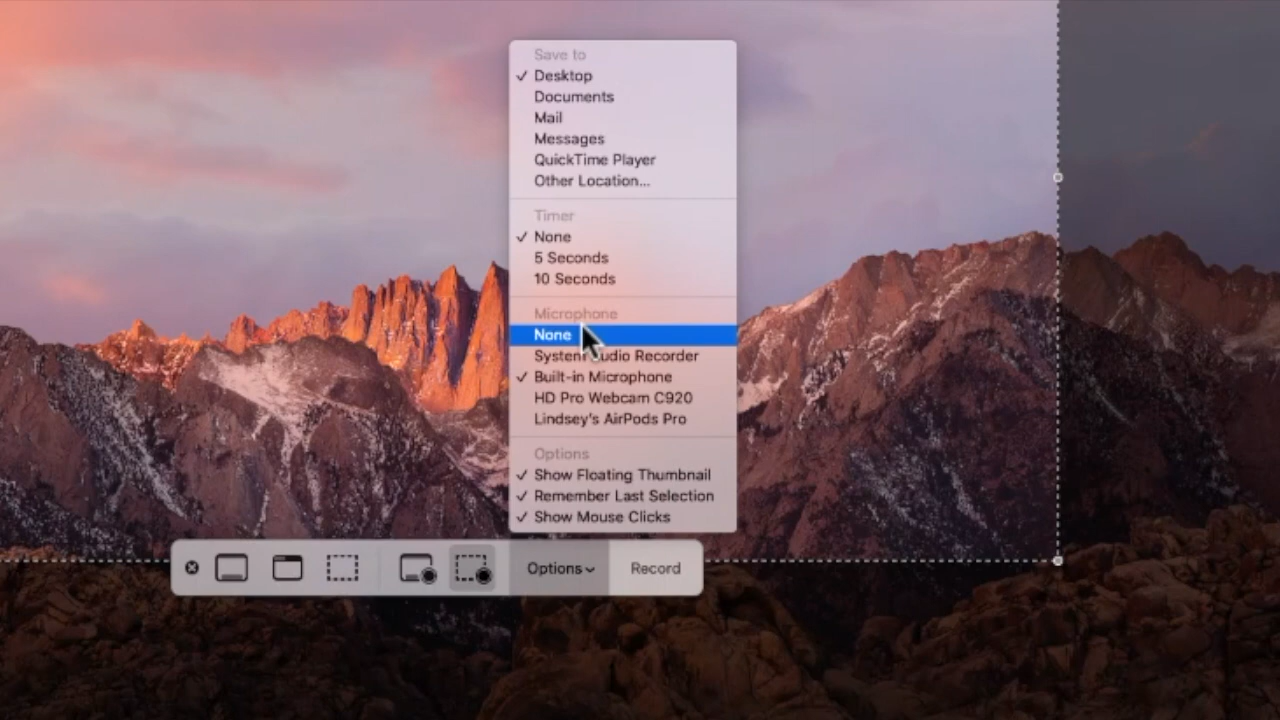 Save to
✓ Desktop
Documents
Mail
Messages
QuickTime Player
Other Location...
Timer
✓ None
5 Seconds
10 Seconds
Microphone
None
System Audio Recorder
✓ Built-in Microphone
HD Pro Webcam C920
Lindsey's AirPods Pro
Options
✓ Show Floating Thumbnail
✓ Remember Last Selection
✓ Show Mouse Clicks
Options
Record